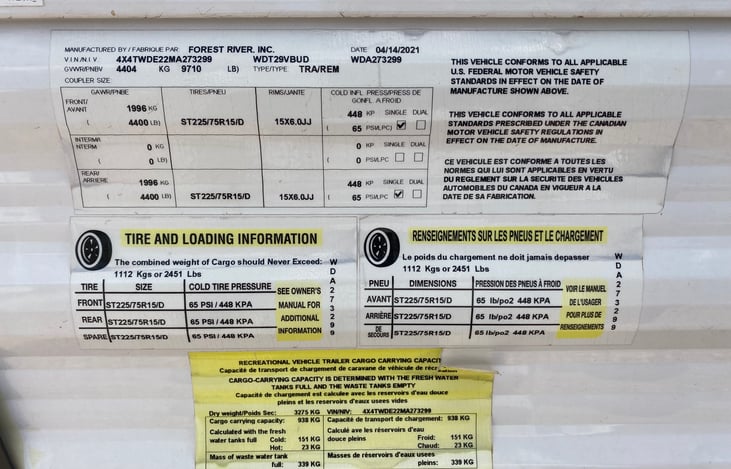 MANUFACTURED BY / FABRIQUE PAR: FOREST RIVER, INC. DATE 04/14/2021
V.I.N./N.I.V. 4X4TWDE22MA273299 WDT29VBUD WDA273299
GVWR/PNBV 4404 KG 9710 LB) TYPE/TYPE: TRA/REM
COUPLER SIZE
GAWR/PNBE TIRES/PNEU RIMS/JANTE COLD INFL PRESS/PRESS DE GONFL A FROID
FRONT/ AVANT 1996 KG 448 KP SINGLE DUAL
( 4400 LB) ST225/75R15/D 15X6.0JJ ( 65 PSI/LPC)
INTERM/ INTERM 0 KG 0 KP SINGLE DUAL
( 0 LB) ( 0 PSI/LPC
REAR/ ARRIERE 1996 KG 448 KP SINGLE DUAL
( 4400 LB) ST225/75R15/D 15X6.0JJ ( 65 PSI/LPC
THIS VEHICLE CONFORMS TO ALL APPLICABLE
U.S. FEDERAL MOTOR VEHICLE SAFETY
STANDARDS IN EFFECT ON THE DATE OF
MANUFACTURE SHOWN ABOVE.
THIS VEHICLE CONFORMS TO ALL APPLICABLE
STANDARDS PRESCRIBED UNDER THE CANADIAN
MOTOR VEHICLE SAFETY REGULATIONS IN
EFFECT ON THE DATE OF MANUFACTURE.
CE VEHICULE EST CONFORME A TOUTES LES
NORMES QUI LUI SONT APPLICABLES EN VERTU
DU REGLEMENT SUR LA SECURITE DES VEHICULES
AUTOMOBILES DU CANADA EN VIGUEUR A LA
DATE DE SA FABRICATION.
TIRE AND LOADING INFORMATION
The combined weight of Cargo should Never Exceed:
1112 Kgs or 2451 Lbs
TIRE SIZE COLD TIRE PRESSURE SEE OWNER'S
FRONT ST225/75R15/D 65 PSI / 448 KPA MANUAL FOR
REAR ST225/75R15/D 65 PSI / 448 KPA ADDITIONAL
SPARE ST225/75R15/D 65 PSI / 448 KPA INFORMATION
WDA273299
RENSEIGNEMENTS SUR LES PNEUS ET LE CHARGEMENT
Le poids du chargement ne doit jamais depasser
1112 Kgs or 2451 Lbs
PNEU DIMENSIONS PRESSION DES PNEUS À FROID VOIR LE MANUEL
AVANT ST225/75R15/D 65 lb/po2 448 KPA DE L'USAGER
ARRIÈRE ST225/75R15/D 65 lb/po2 448 KPA POUR PLUS DE
DE SECOURS ST225/75R15/D 65 lb/po2 448 KPA RENSEIGNEMENTS
WDA273299
RECREATIONAL VEHICLE TRAILER CARGO CARRYING CAPACIT
Capacité de transport de chargement de caravane de véhicule de récr
CARGO-CARRYING CAPACITY IS DETERMINED WITH THE FRESH WATER
TANKS FULL AND THE WASTE TANKS EMPTY
Capacité de chargement est calculée avec les reservoirs d'eau douce
pleins et les reservoirs d'eaux usees vides
Dry weight/Poids Sec: 3275 KG VIN/NIV: 4X4TWDE22MA273299
Cargo carrying capacity: 938 KG Capacité de transport de chargement: 938 KG
Calculated with the fresh Calculé ave les réservoirs d'eau
water tanks full Cold: 151 KG douce pleins Froid: 151 KG
Hot: 23 KG Chaud: 23 KG
Mass of waste water tank Masses de réservoirs d'eaux usees
full: 339 KG pleins: 339 KG